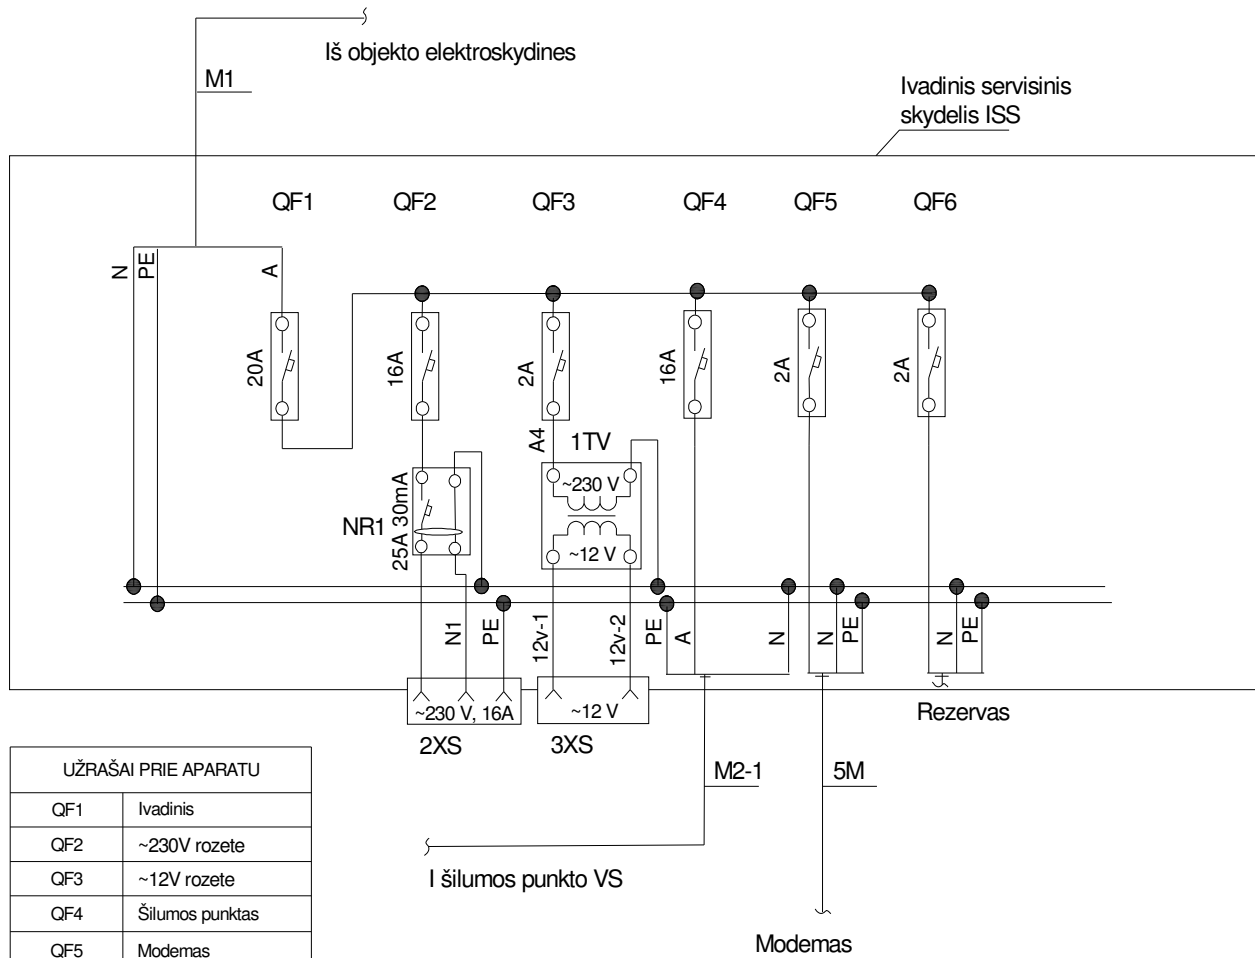 Iš objekto elektroskydines
M1
Ivadinis servisinis
skydelis ISS
QF1 QF2 QF3 QF4 QF5 QF6
N PE A
20A 16A 2A 16A 2A 2A
A4 1TV
~230 V
NR1 25A 30mA
~12 V
N1 PE 12v-1 12v-2 PE A N N PE N PE
~230 V, 16A ~12 V
Rezervas
2XS 3XS
M2-1 5M
I šilumos punkto VS
Modemas
UŽRAŠAI PRIE APARATU
QF1 Ivadinis
QF2 ~230V rozete
QF3 ~12V rozete
QF4 Šilumos punktas
QF5 Modemas